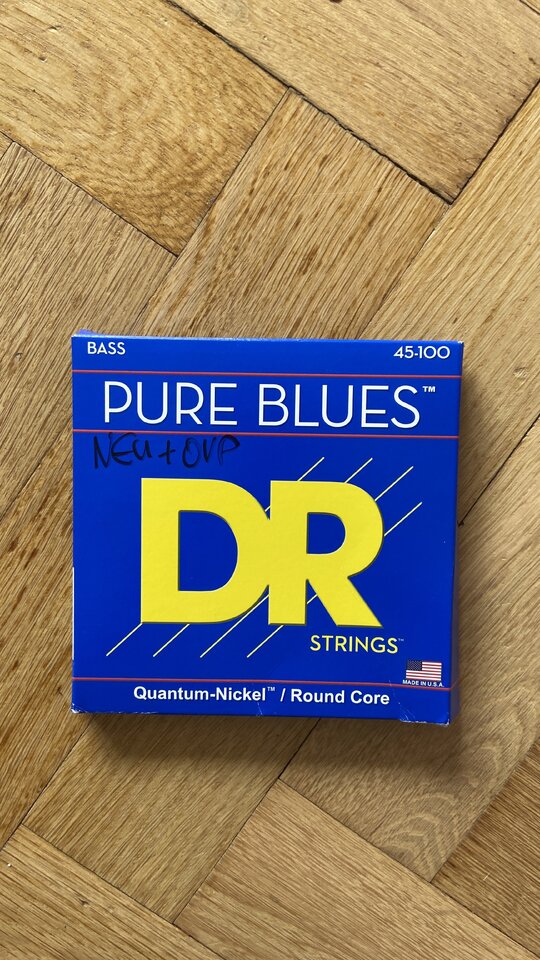 BASS 45-100
PURE BLUES™
NEU + OVP
DR
STRINGS™
MADE IN U.S.A.
Quantum-Nickel™ / Round Core